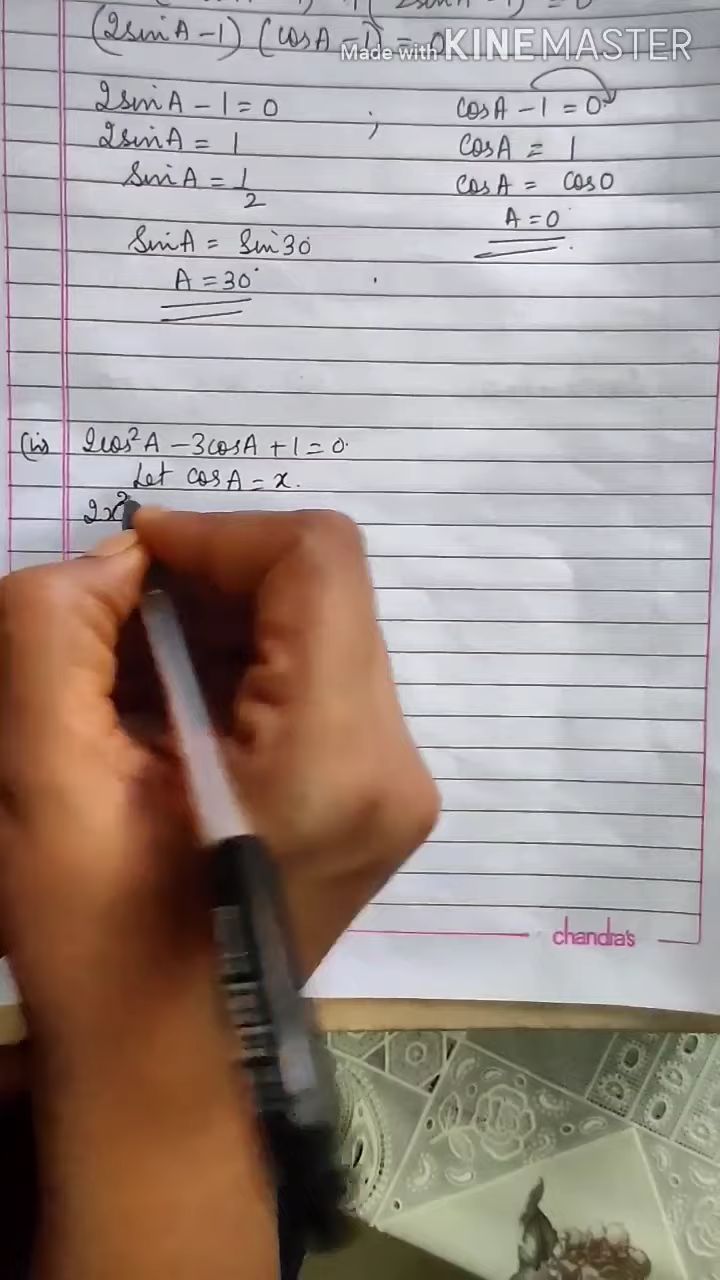 (2sinA-1) (cosA-1) = 0
Made with KINEMASTER
2sinA - 1 = 0 ; cosA - 1 = 0
2sinA = 1 cosA = 1
sinA = 1/2 cosA = cos0
sinA = sin30 A = 0°
A = 30°
2cos²A - 3cosA + 1 = 0.
Let cosA = x.
2x²
chandra's